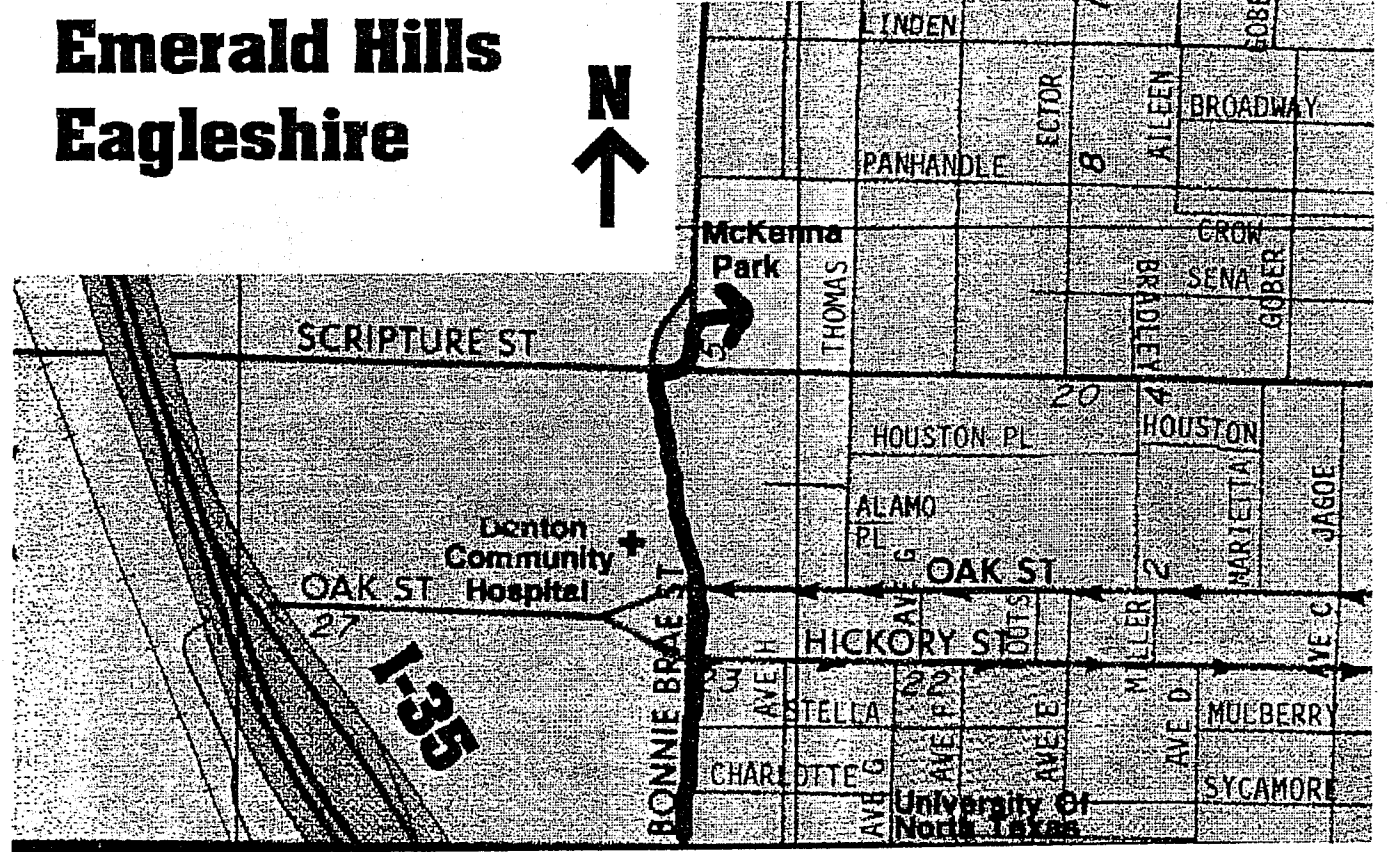 Emerald Hills
Eagleshire
N
LINDEN
ECTOR
AILEEN
BROADWAY
PANHANDLE
8
McKenna
Park
THOMAS
CROW
SENA
GOBER
BRADLEY
SCRIPTURE ST
5
20
4
HOUSTON PL
HOUSTON
MARIETTA
JAGOE
ALAMO
PL
AVE G
Denton
Community
Hospital
OAK ST
27
OAK ST
2
I-35
BONNIE BRAE ST
HICKORY ST
23
AVE H
22
MILLER
AVE C
STELLA
AVE F
AVE E
AVE D
MULBERRY
CHARLOTTE
AVE G
SYCAMORE
University Of
North Texas